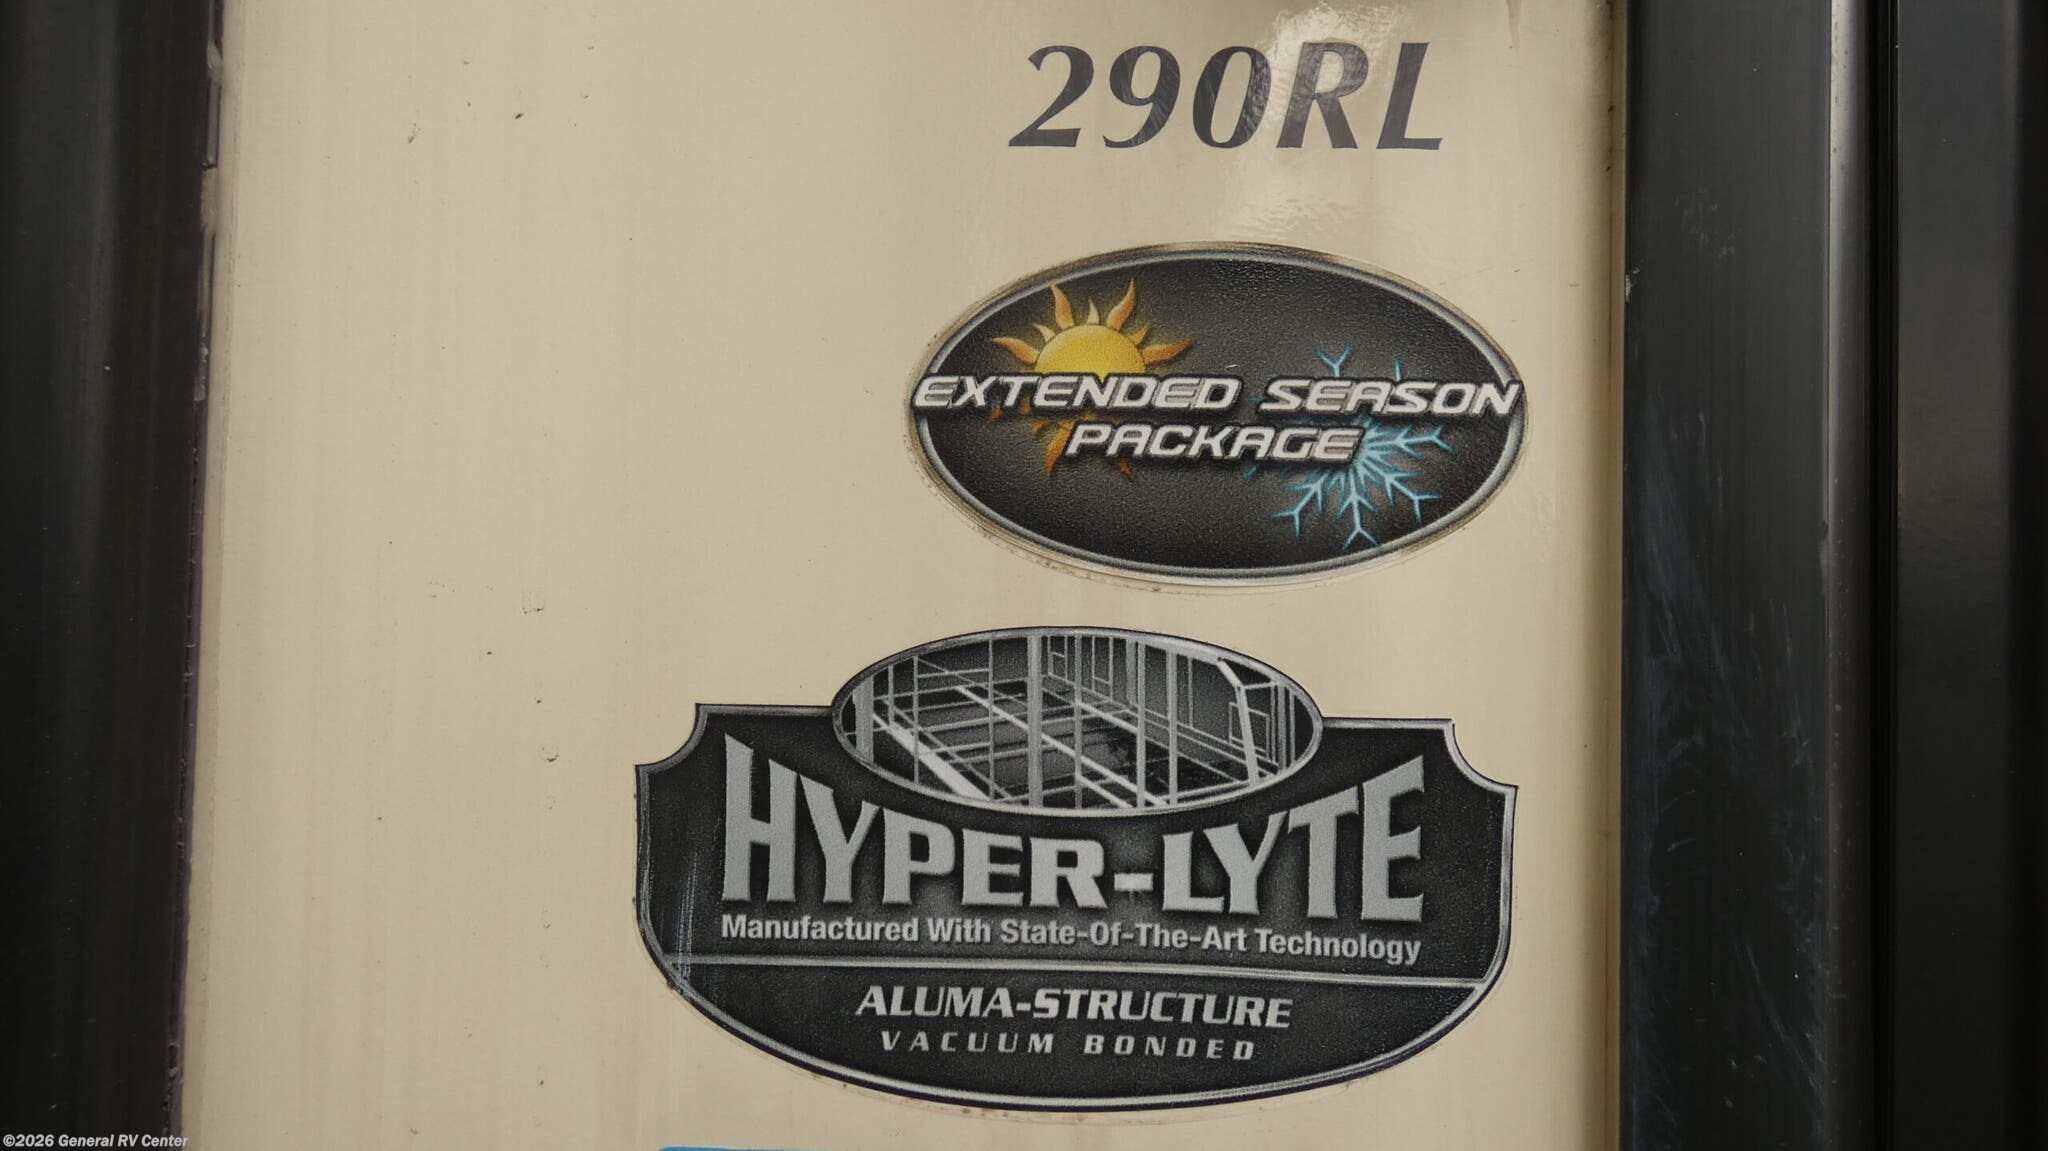 290RL
EXTENDED SEASON
PACKAGE
HYPER-LYTE
Manufactured With State-Of-The-Art Technology
ALUMA-STRUCTURE
VACUUM BONDED
©2026 General RV Center